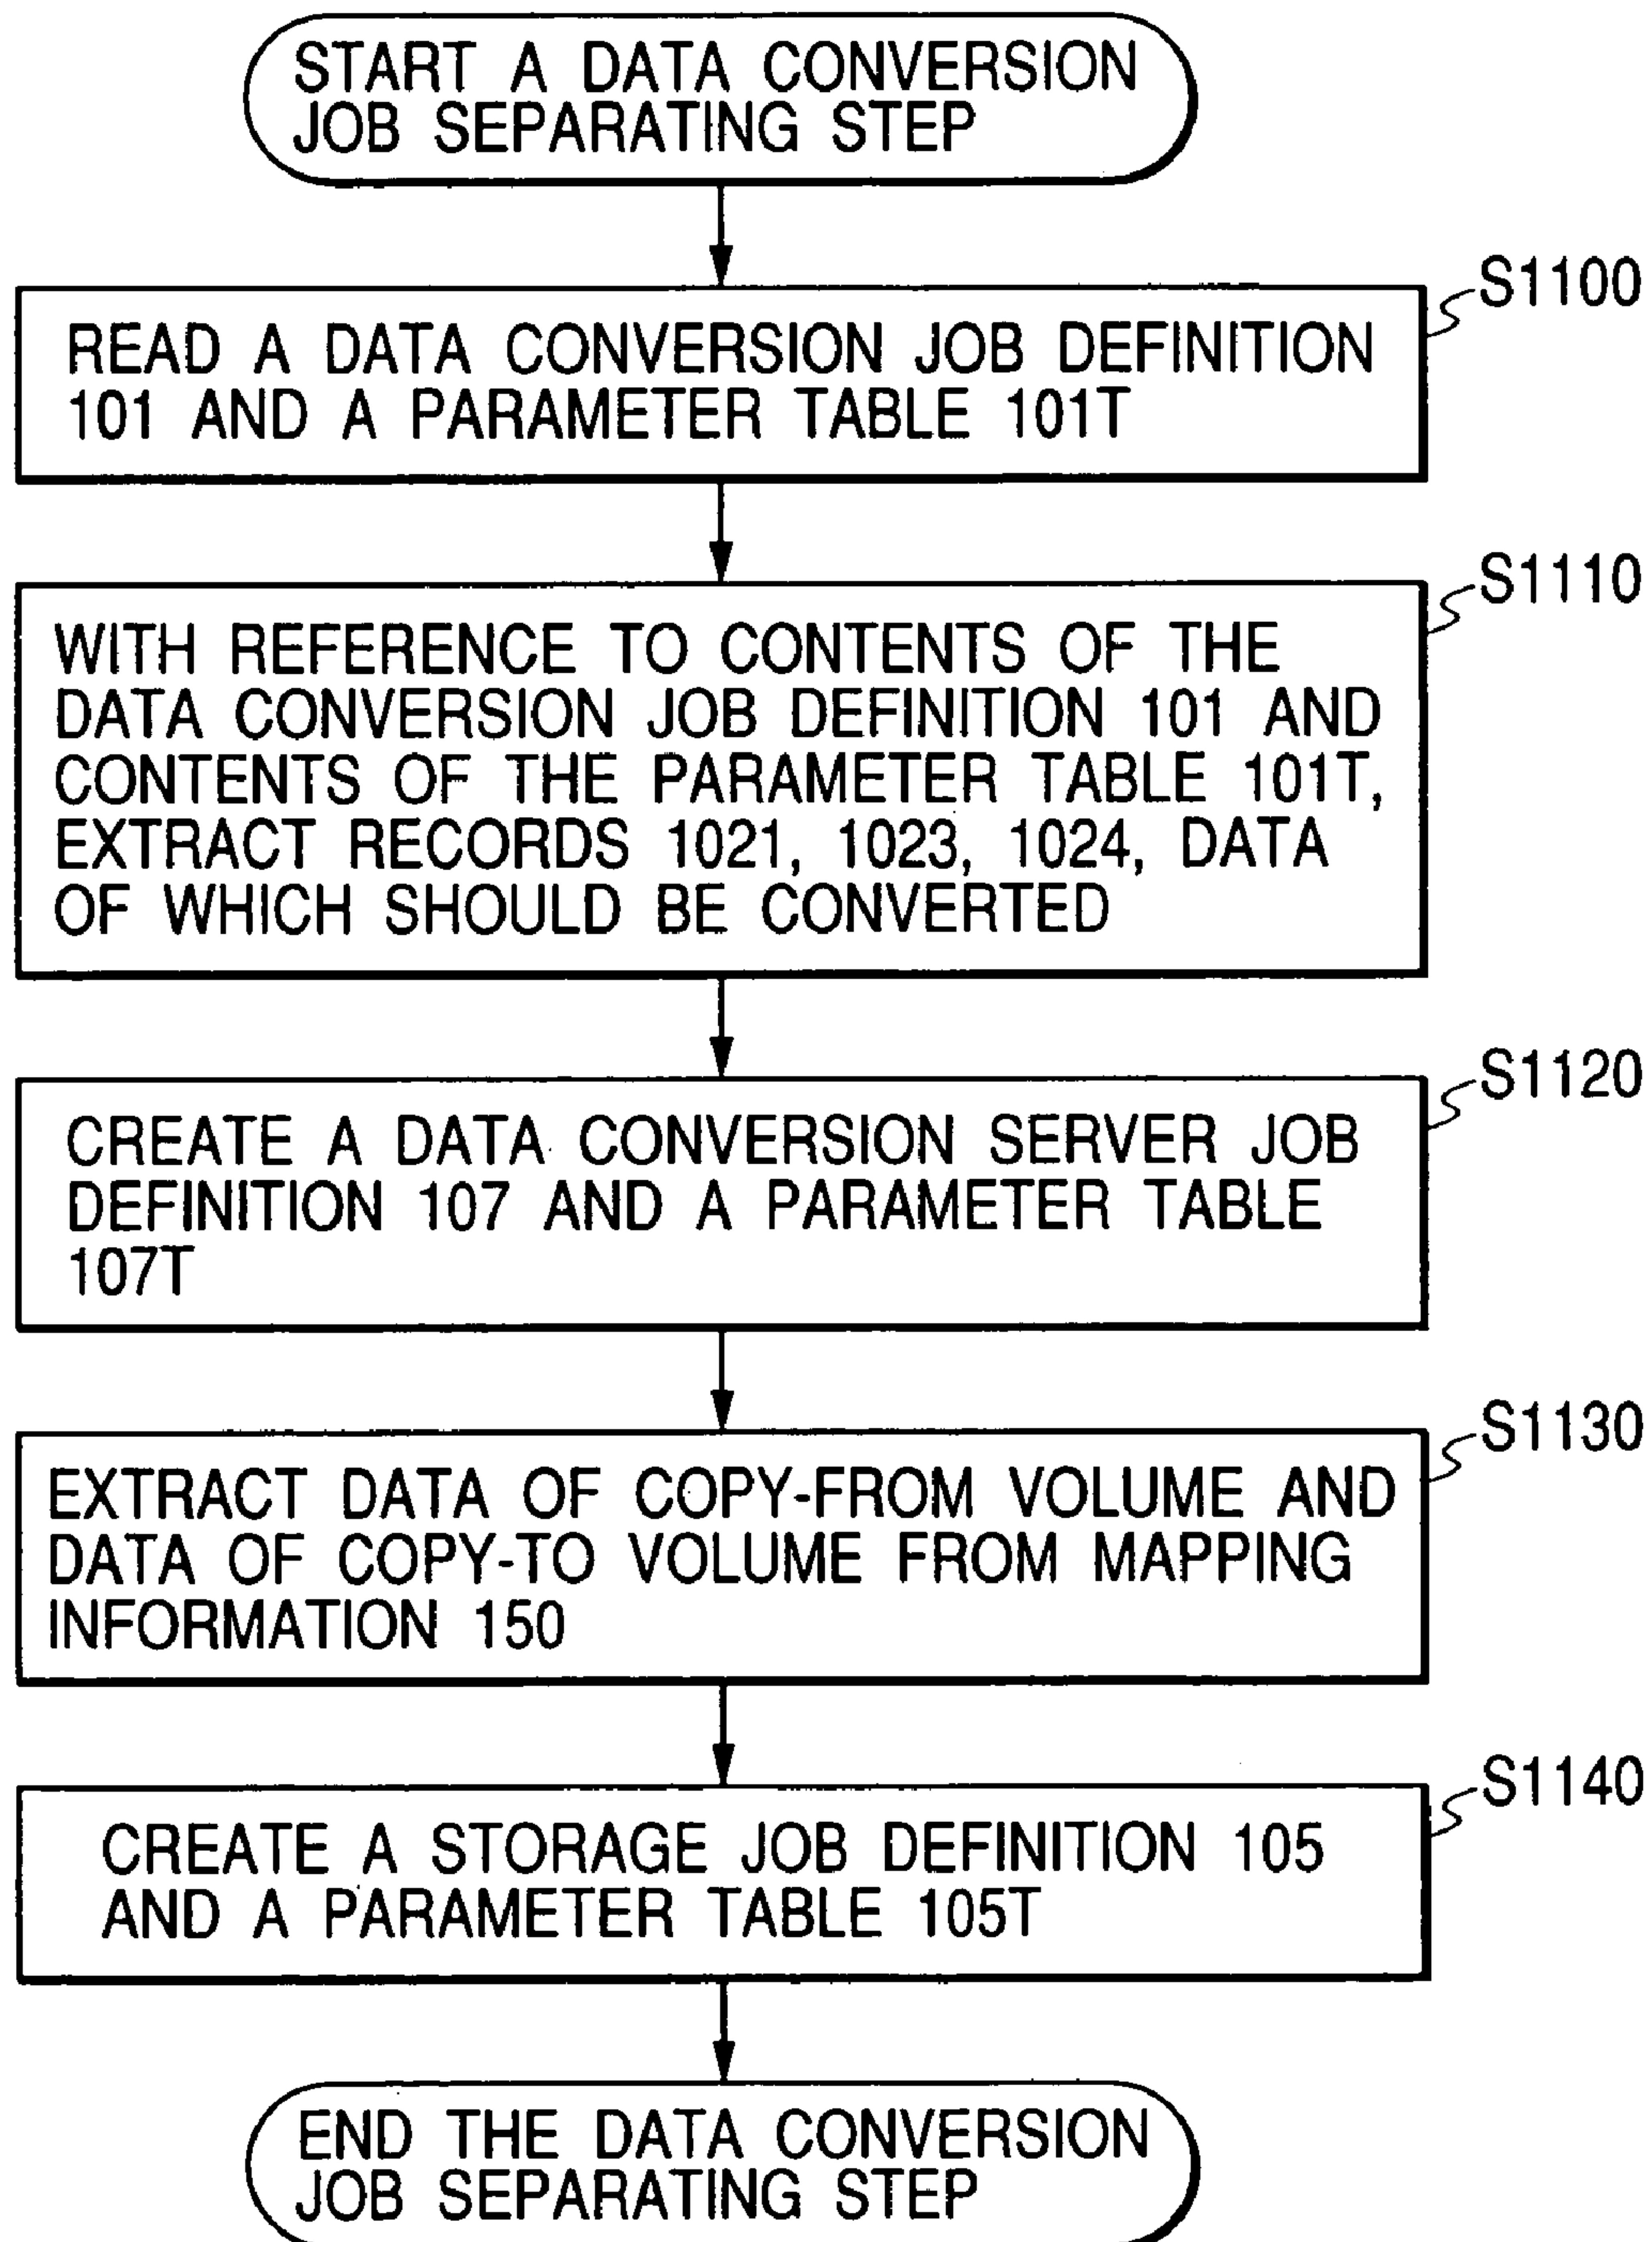 START A DATA CONVERSION
JOB SEPARATING STEP
S1100
READ A DATA CONVERSION JOB DEFINITION
101 AND A PARAMETER TABLE 101T
S1110
WITH REFERENCE TO CONTENTS OF THE
DATA CONVERSION JOB DEFINITION 101 AND
CONTENTS OF THE PARAMETER TABLE 101T,
EXTRACT RECORDS 1021, 1023, 1024, DATA
OF WHICH SHOULD BE CONVERTED
S1120
CREATE A DATA CONVERSION SERVER JOB
DEFINITION 107 AND A PARAMETER TABLE
107T
S1130
EXTRACT DATA OF COPY-FROM VOLUME AND
DATA OF COPY-TO VOLUME FROM MAPPING
INFORMATION 150
S1140
CREATE A STORAGE JOB DEFINITION 105
AND A PARAMETER TABLE 105T
END THE DATA CONVERSION
JOB SEPARATING STEP